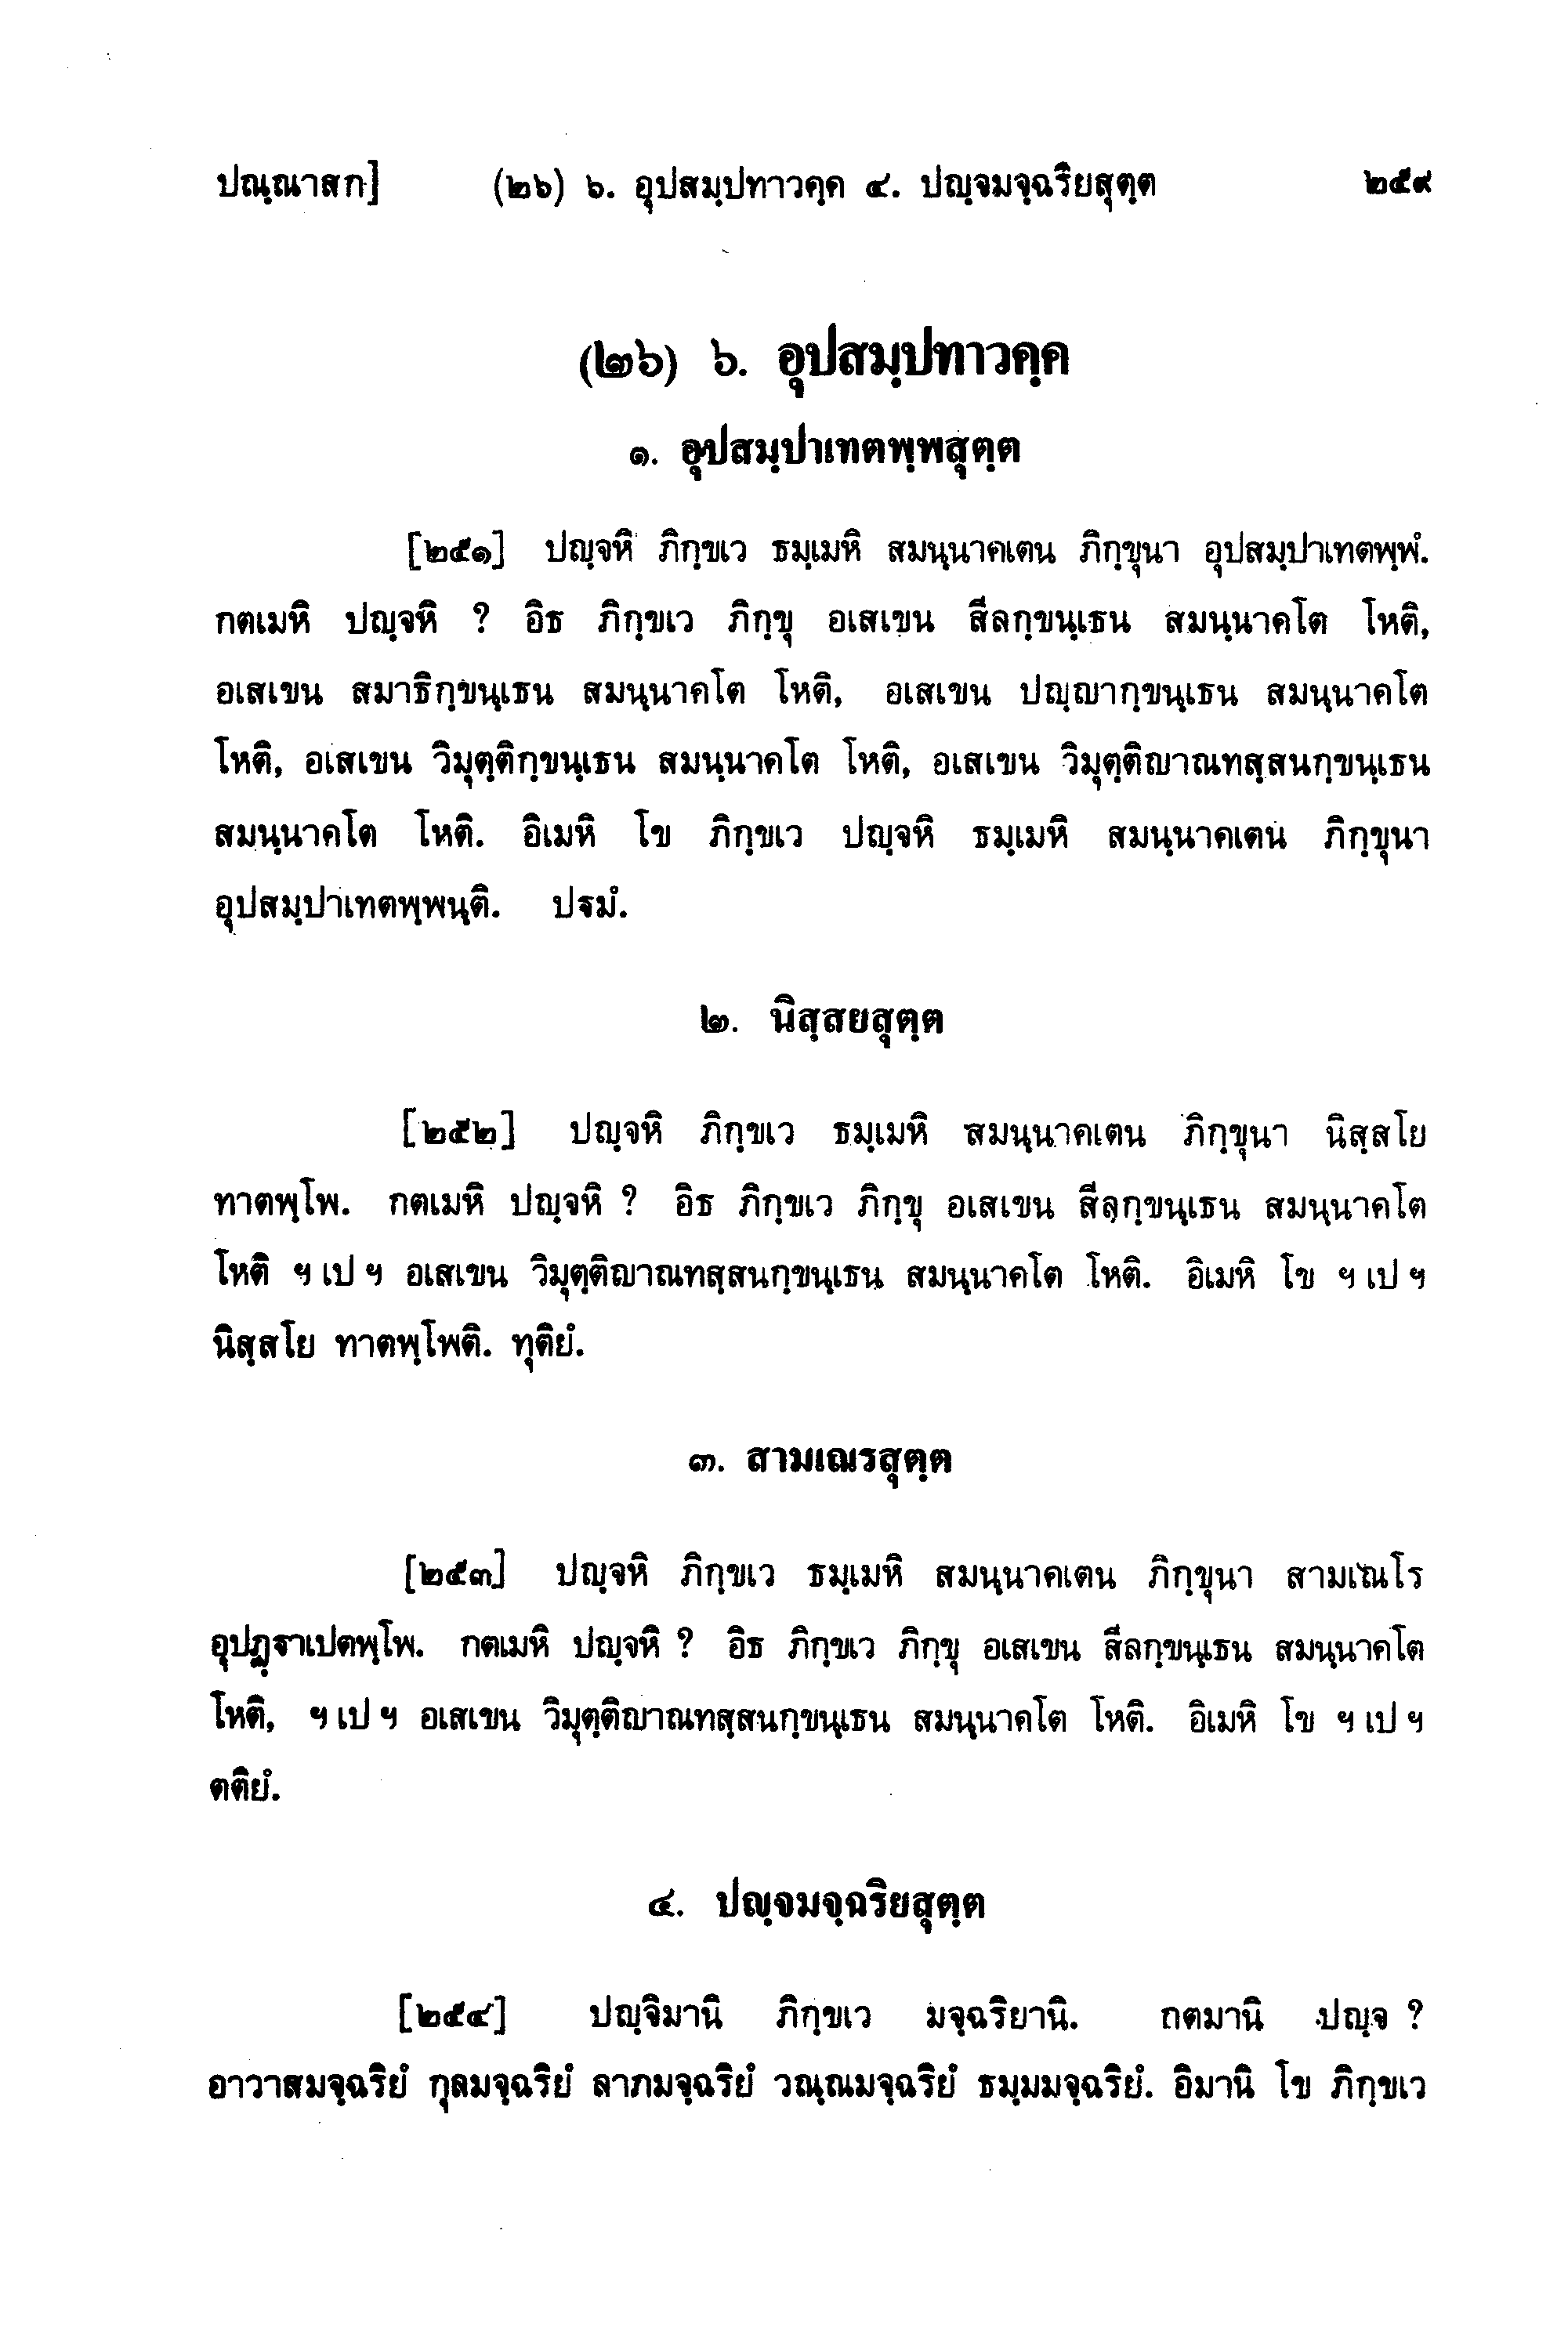 ปณฺณาสก] (๒๖) ๖. อุปสมฺปทาวคฺค ๔. ปญฺจมจฺฉริยสุตฺต ๒๕๙
(๒๖) ๖. อุปสมฺปทาวคฺค
๑. อุปสมฺปาเทตพฺพสุตฺต
[๒๕๑] ปญฺจหิ ภิกฺขเว ธมฺเมหิ สมนฺนาคเตน ภิกฺขุนา อุปสมฺปาเทตพฺพํ.
กตเมหิ ปญฺจหิ ? อิธ ภิกฺขเว ภิกฺขุ อเสเขน สีลกฺขนฺเธน สมนฺนาคโต โหติ,
อเสเขน สมาธิกฺขนฺเธน สมนฺนาคโต โหติ, อเสเขน ปญฺญากฺขนฺเธน สมนฺนาคโต
โหติ, อเสเขน วิมุตฺติกฺขนฺเธน สมนฺนาคโต โหติ, อเสเขน วิมุตฺติญาณทสฺสนกฺขนฺเธน
สมนฺนาคโต โหติ. อิเมหิ โข ภิกฺขเว ปญฺจหิ ธมฺเมหิ สมนฺนาคเตน ภิกฺขุนา
อุปสมฺปาเทตพฺพนฺติ. ปฐมํ.
๒. นิสฺสยสุตฺต
[๒๕๒] ปญฺจหิ ภิกฺขเว ธมฺเมหิ สมนฺนาคเตน ภิกฺขุนา นิสฺสโย
ทาตพฺโพ. กตเมหิ ปญฺจหิ ? อิธ ภิกฺขเว ภิกฺขุ อเสเขน สีลกฺขนฺเธน สมนฺนาคโต
โหติ ฯ เป ฯ อเสเขน วิมุตฺติญาณทสฺสนกฺขนฺเธน สมนฺนาคโต โหติ. อิเมหิ โข ฯ เป ฯ
นิสฺสโย ทาตพฺโพติ. ทุติยํ.
๓. สามเณรสุตฺต
[๒๕๓] ปญฺจหิ ภิกฺขเว ธมฺเมหิ สมนฺนาคเตน ภิกฺขุนา สามเณโร
อุปฏฺฐาเปตพฺโพ. กตเมหิ ปญฺจหิ ? อิธ ภิกฺขเว ภิกฺขุ อเสเขน สีลกฺขนฺเธน สมนฺนาคโต
โหติ, ฯ เป ฯ อเสเขน วิมุตฺติญาณทสฺสนกฺขนฺเธน สมนฺนาคโต โหติ. อิเมหิ โข ฯ เป ฯ
ตติยํ.
๔. ปญฺจมจฺฉริยสุตฺต
[๒๕๔] ปญฺจิมานิ ภิกฺขเว มจฺฉริยานิ. กตมานิ ปญฺจ ?
อาวาสมจฺฉริยํ กุลมจฺฉริยํ ลาภมจฺฉริยํ วณฺณมจฺฉริยํ ธมฺมมจฺฉริยํ. อิมานิ โข ภิกฺขเว